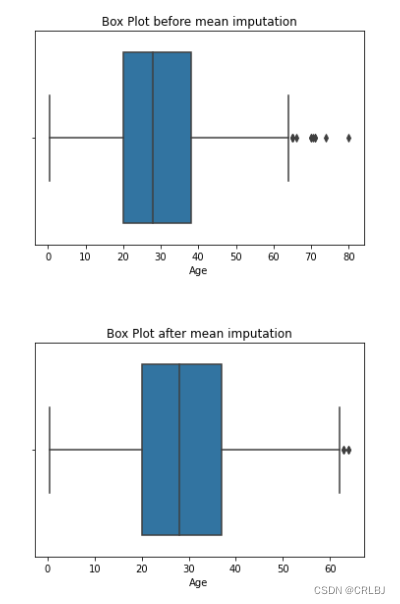 Box Plot before mean imputation
0 10 20 30 40 50 60 70 80
Age
Box Plot after mean imputation
0 10 20 30 40 50 60
Age
CSDN @CRLBJ